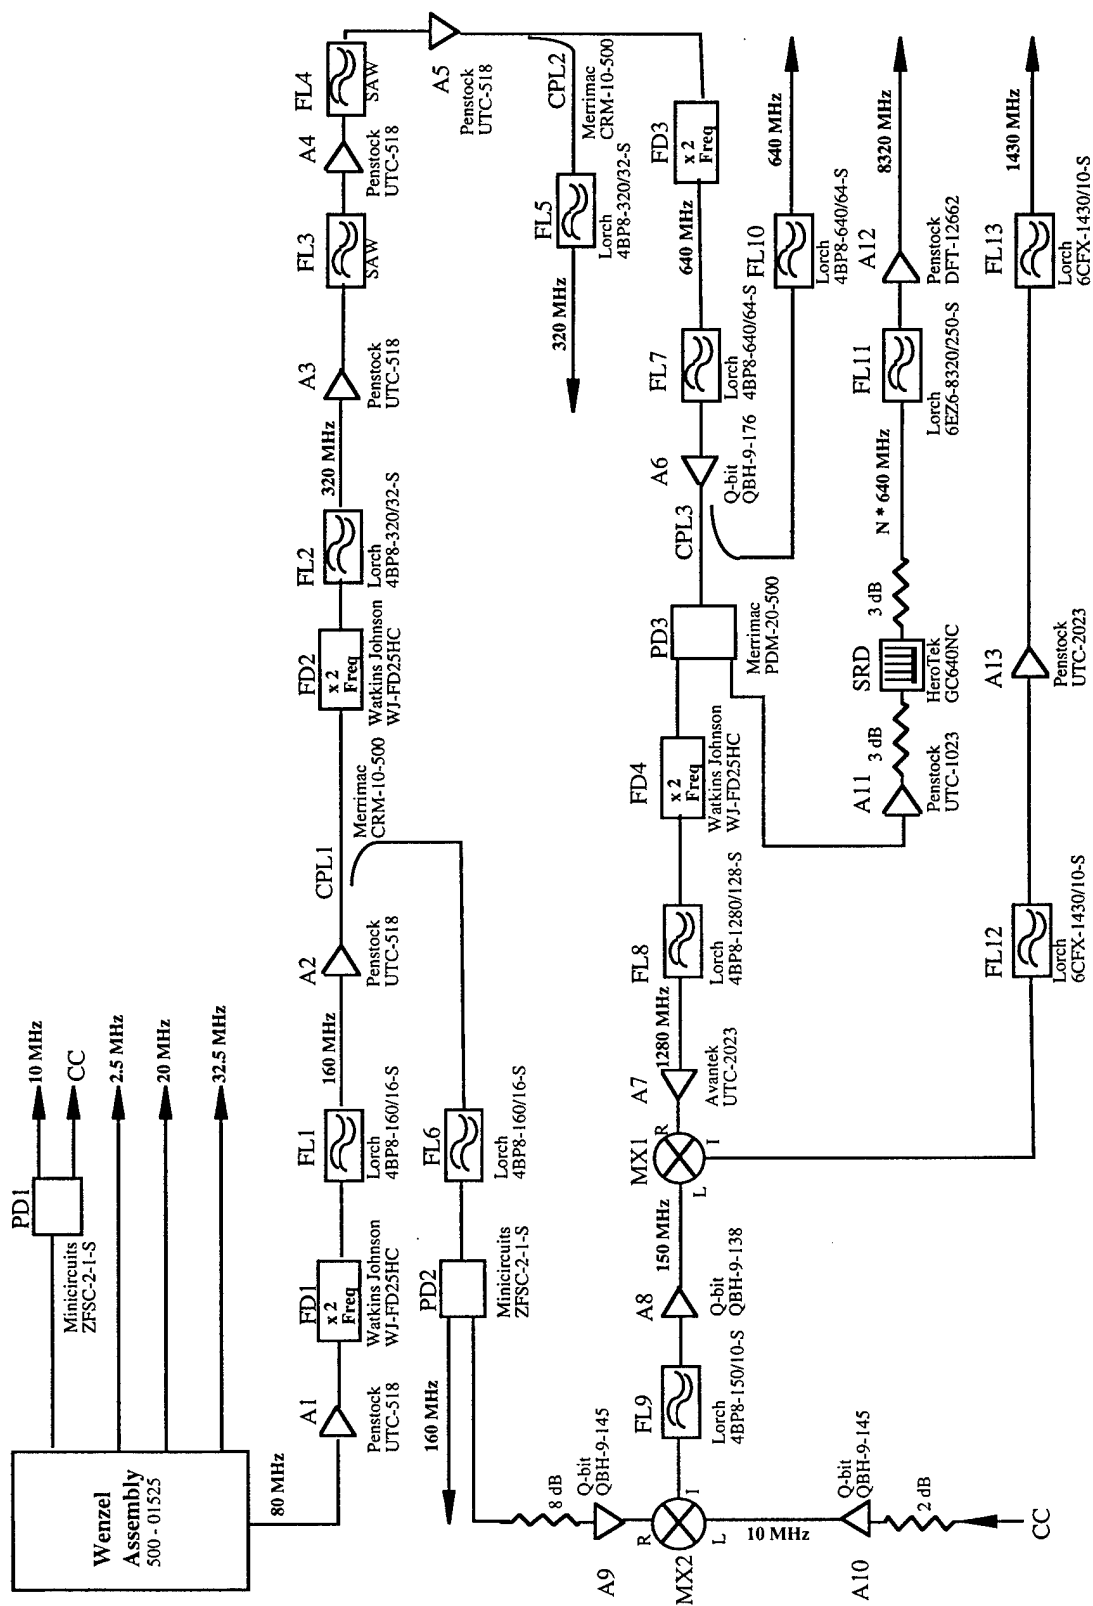 Wenzel
Assembly
500 - 01525
PD1
Minicircuits
ZFSC-2-1-S
10 MHz
CC
2.5 MHz
20 MHz
32.5 MHz
80 MHz
A1
Penstock
UTC-518
FD1
x 2
Freq
Watkins Johnson
WJ-FD25HC
FL1
Lorch
4BP8-160/16-S
160 MHz
A2
Penstock
UTC-518
CPL1
Merrimac
CRM-10-500
FD2
x 2
Freq
Watkins Johnson
WJ-FD25HC
FL2
Lorch
4BP8-320/32-S
320 MHz
A3
Penstock
UTC-518
FL3
SAW
A4
Penstock
UTC-518
FL4
SAW
A5
Penstock
UTC-518
CPL2
Merrimac
CRM-10-500
FL5
Lorch
4BP8-320/32-S
320 MHz
FL6
Lorch
4BP8-160/16-S
PD2
Minicircuits
ZFSC-2-1-S
160 MHz
8 dB
A9
Q-bit
QBH-9-145
MX2
R
L
I
10 MHz
A10
Q-bit
QBH-9-145
2 dB
CC
FL9
Lorch
4BP8-150/10-S
A8
Q-bit
QBH-9-138
150 MHz
MX1
L
R
I
A7
Avantek
UTC-2023
1280 MHz
FL8
Lorch
4BP8-1280/128-S
FD4
x 2
Freq
Watkins Johnson
WJ-FD25HC
PD3
Merrimac
PDM-20-500
CPL3
A6
Q-bit
QBH-9-176
FL7
Lorch
4BP8-640/64-S
640 MHz
FD3
x 2
Freq
FL10
Lorch
4BP8-640/64-S
640 MHz
A11
Penstock
UTC-1023
3 dB
SRD
HeroTek
GC640NC
3 dB
N * 640 MHz
FL11
Lorch
6EZ6-8320/250-S
A12
Penstock
DFT-12662
8320 MHz
FL12
Lorch
6CFX-1430/10-S
A13
Penstock
UTC-2023
FL13
Lorch
6CFX-1430/10-S
1430 MHz